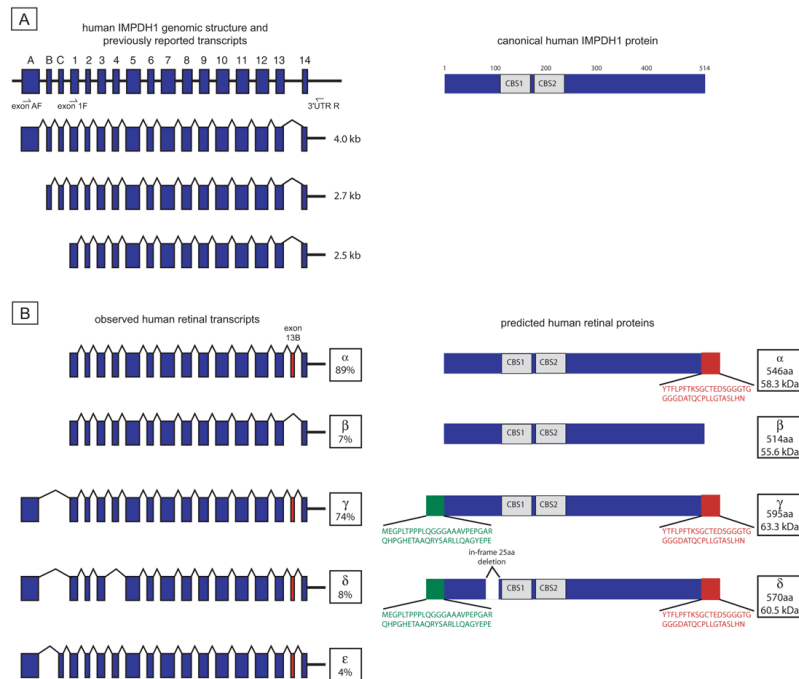 A
human IMPDH1 genomic structure and
previously reported transcripts
A B C 1 2 3 4 5 6 7 8 9 10 11 12 13 14
exon AF exon 1F 3'UTR R
4.0 kb
2.7 kb
2.5 kb
canonical human IMPDH1 protein
1 100 200 300 400 514
CBS1 CBS2
B
observed human retinal transcripts
exon
13B
α
89%
β
7%
γ
74%
δ
8%
ε
4%
predicted human retinal proteins
CBS1 CBS2
YTFLPFTKSGCTEDSGGGTG
GGGDATQCPLLGTASLHN
α
546aa
58.3 kDa
CBS1 CBS2
β
514aa
55.6 kDa
CBS1 CBS2
MEGPLTPPPLQGGGAAAVPEPGAR
QHPGHETAAQRYSARLLQAGYEPE
YTFLPFTKSGCTEDSGGGTG
GGGDATQCPLLGTASLHN
γ
595aa
63.3 kDa
in-frame 25aa
deletion
CBS1 CBS2
MEGPLTPPPLQGGGAAAVPEPGAR
QHPGHETAAQRYSARLLQAGYEPE
YTFLPFTKSGCTEDSGGGTG
GGGDATQCPLLGTASLHN
δ
570aa
60.5 kDa